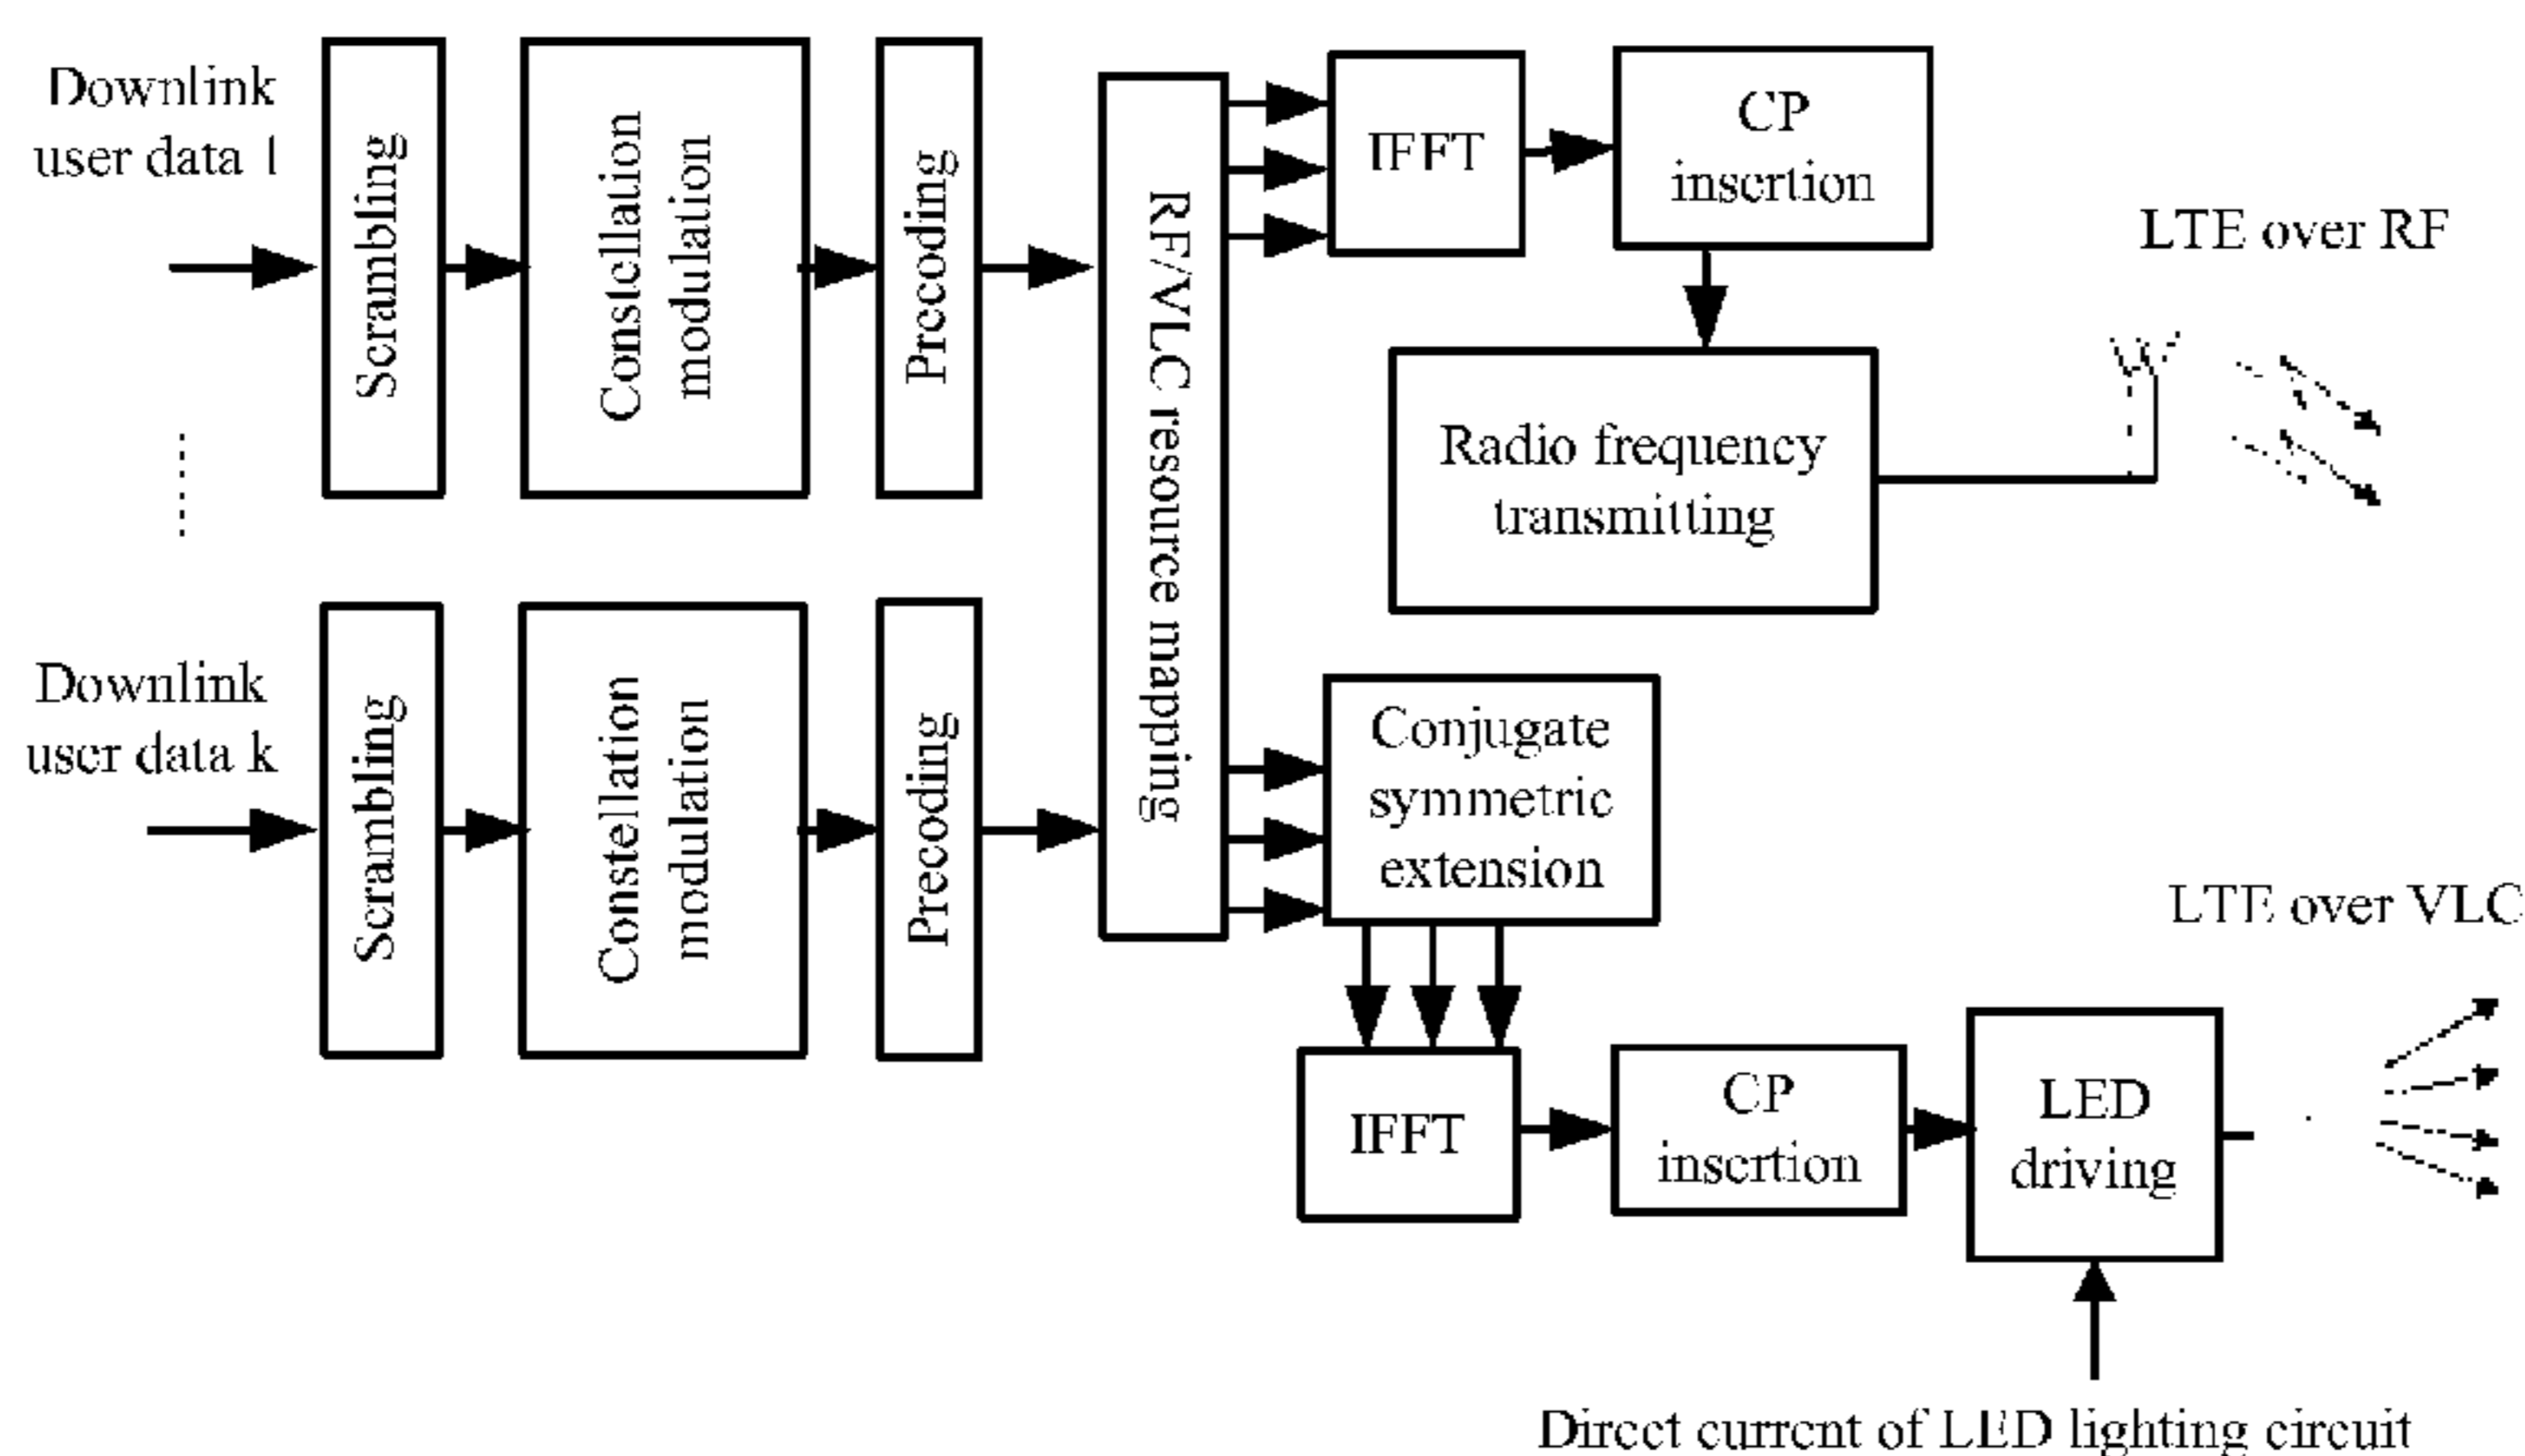 Downlink
user data 1
Scrambling
Constellation
modulation
Precoding
RF/VLC resource mapping
IFFT
CP
insertion
LTE over RF
Radio frequency
transmitting
Downlink
user data k
Scrambling
Constellation
modulation
Precoding
Conjugate
symmetric
extension
LTE over VLC
IFFT
CP
insertion
LED
driving
Direct current of LED lighting circuit